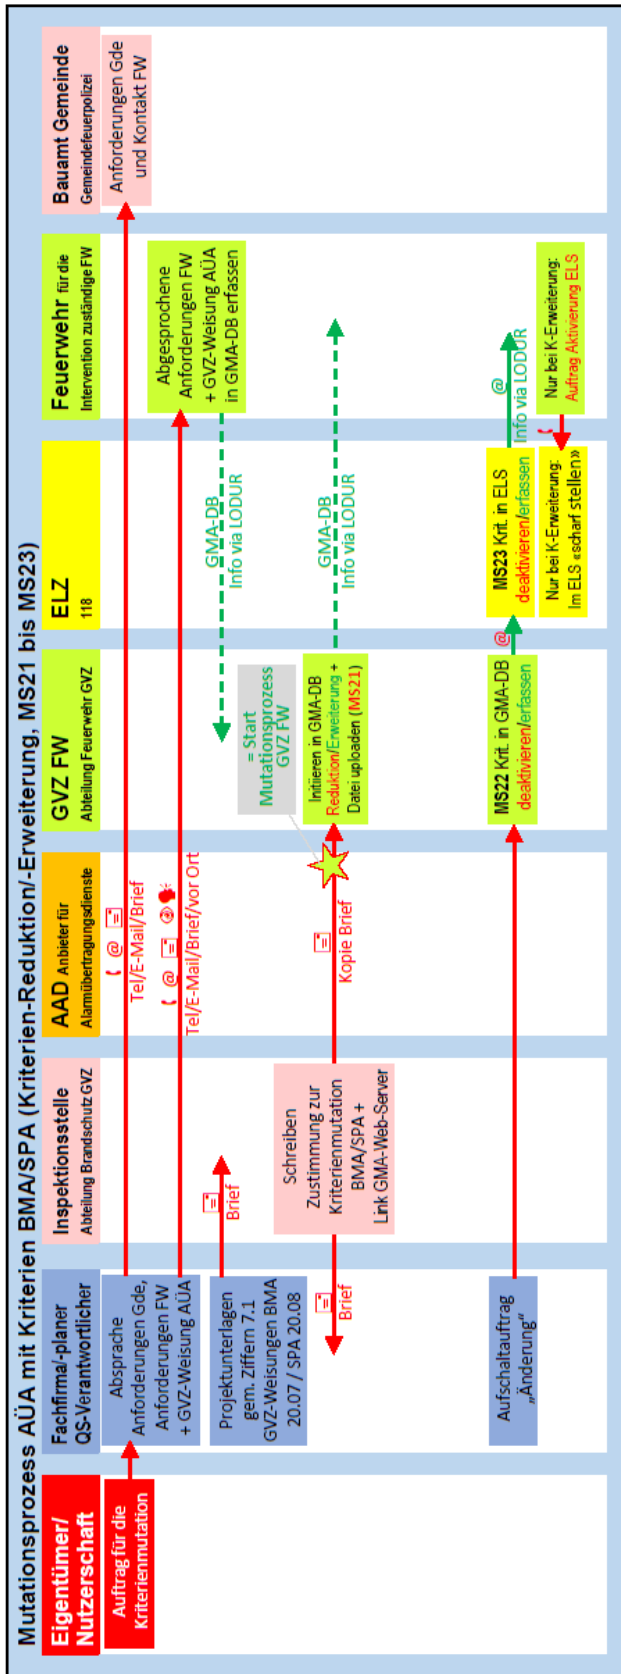 Mutationsprozess AÜA mit Kriterien BMA/SPA (Kriterien-Reduktion/-Erweiterung, MS21 bis MS23)
Eigentümer/
Nutzerschaft
Fachfirma/-planer
QS-Verantwortlicher
Inspektionsstelle
Abteilung Brandschutz GVZ
AAD Anbieter für
Alarmübertragungsdienste
GVZ FW
Abteilung Feuerwehr GVZ
ELZ
118
Feuerwehr für die
Intervention zuständige FW
Bauamt Gemeinde
Gemeindefeuerpolizei
Auftrag für die
Kriterienmutation
Absprache
Anforderungen Gde,
Anforderungen FW
+ GVZ-Weisung AÜA
@
Tel/E-Mail/Brief
Anforderungen Gde
und Kontakt FW
@
Tel/E-Mail/Brief/vor Ort
Abgesprochene
Anforderungen FW
+ GVZ-Weisung AÜA
in GMA-DB erfassen
Projektunterlagen
gem. Ziffern 7.1
GVZ-Weisungen BMA
20.07 / SPA 20.08
Brief
GMA-DB
Info via LODUR
= Start
Mutationsprozess
GVZ FW
Brief
Schreiben
Zustimmung zur
Kriterienmutation
BMA/SPA +
Link GMA-Web-Server
Kopie Brief
Initiieren in GMA-DB
Reduktion/Erweiterung +
Datei uploaden (MS21)
GMA-DB
Info via LODUR
Aufschaltauftrag
„Änderung"
MS22 Krit. in GMA-DB
deaktivieren/erfassen
@
MS23 Krit. in ELS
deaktivieren/erfassen
@
Info via LODUR
Nur bei K-Erweiterung:
Im ELS «scharf stellen»
Nur bei K-Erweiterung:
Auftrag Aktivierung ELS